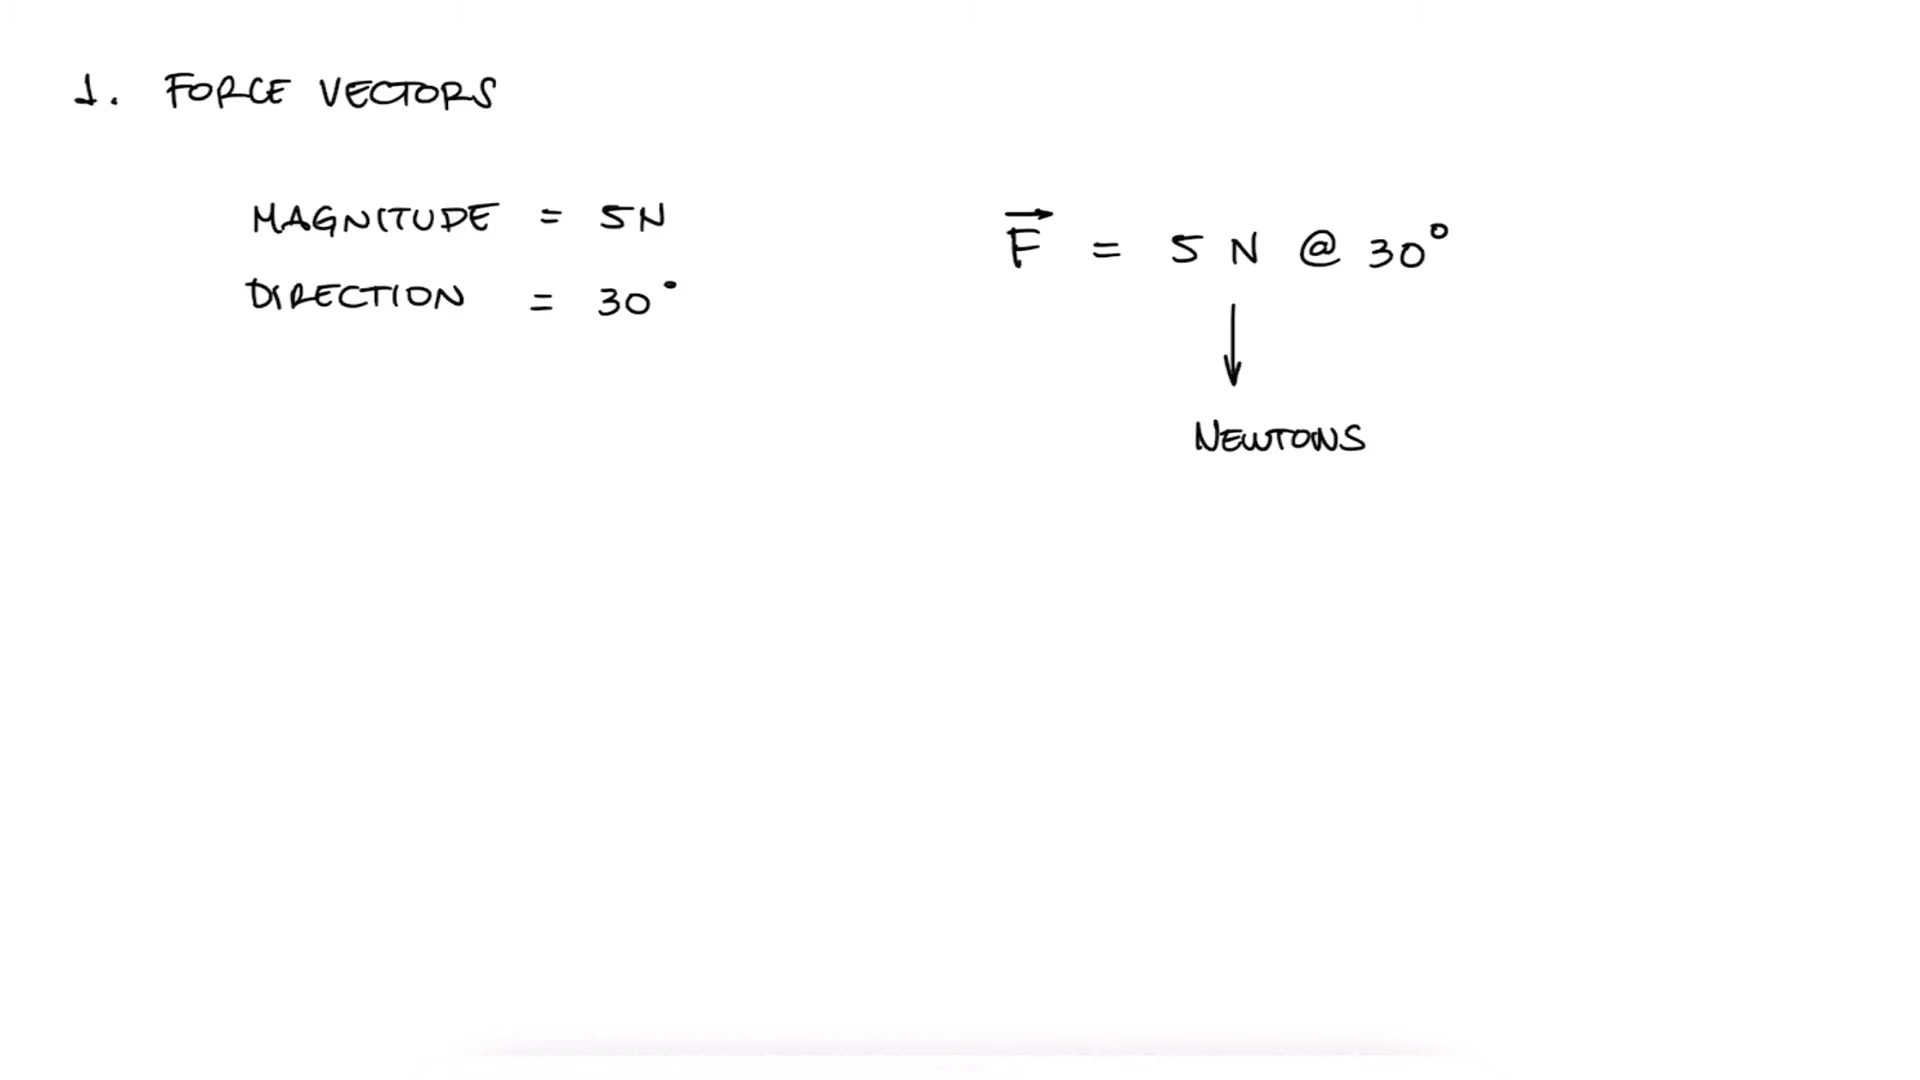 1. FORCE VECTORS
MAGNITUDE = 5N
DIRECTION = 30°
F⃗ = 5 N @ 30°
↓
NEWTONS